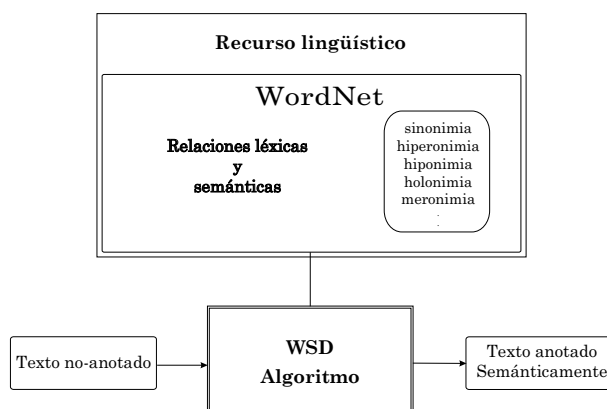 Recurso lingüístico
WordNet
Relaciones léxicas
y
semánticas
sinonimia
hiperonimia
hiponimia
holonimia
meronimia
.
.
Texto no-anotado
WSD
Algoritmo
Texto anotado
Semánticamente